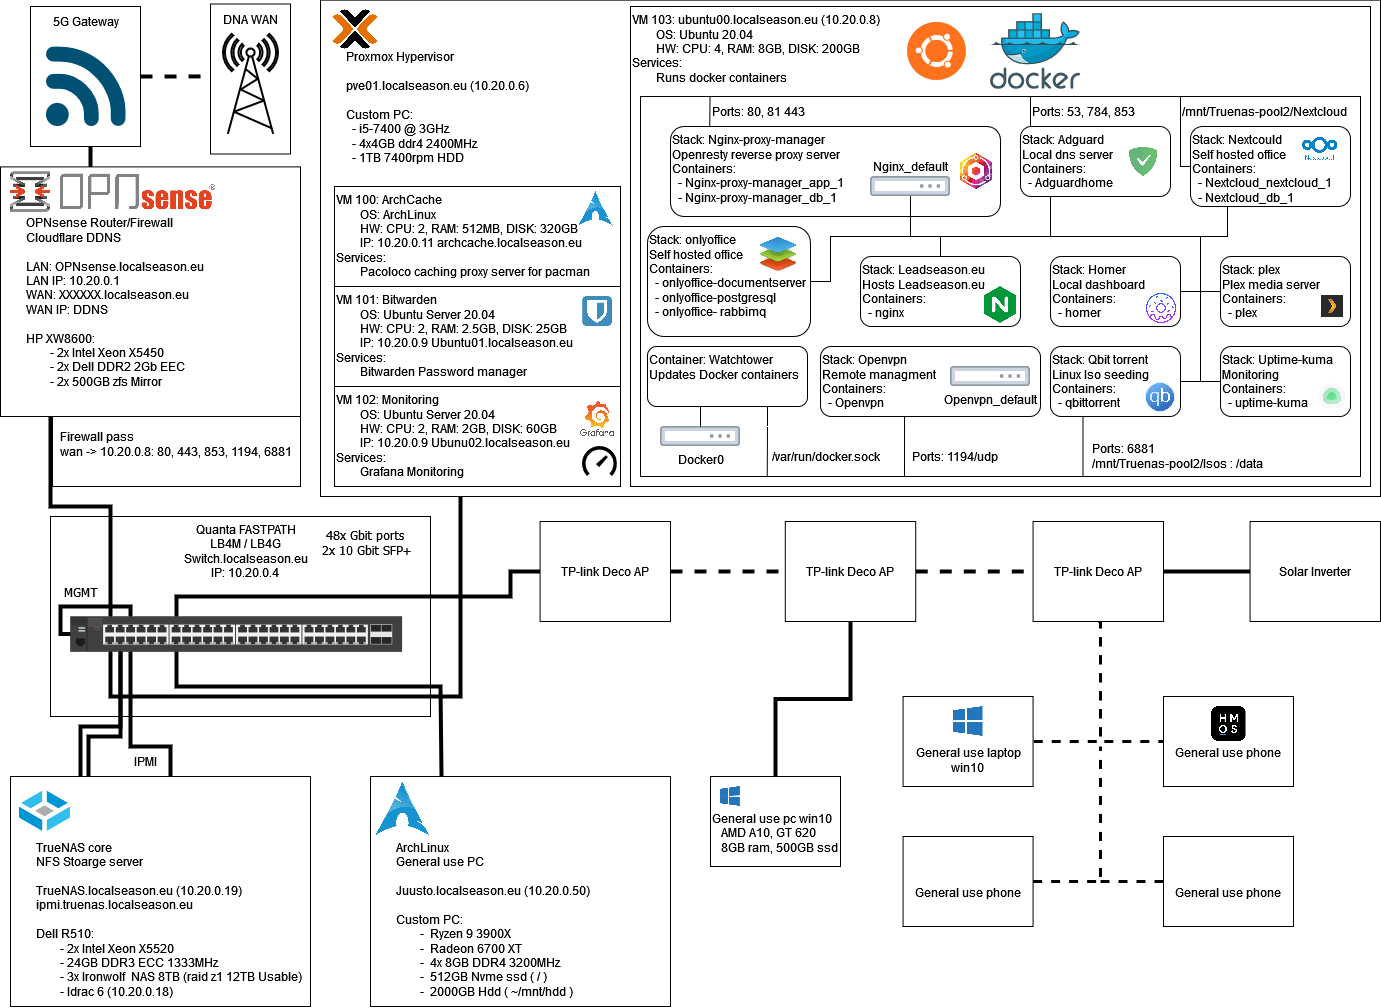 5G Gateway
DNA WAN
OPNsense®
OPNsense Router/Firewall
Cloudflare DDNS
LAN: OPNsense.localseason.eu
LAN IP: 10.20.0.1
WAN: XXXXXX.localseason.eu
WAN IP: DDNS
HP XW8600:
- 2x Intel Xeon X5450
- 2x Dell DDR2 2Gb EEC
- 2x 500GB zfs Mirror
Firewall pass
wan -> 10.20.0.8: 80, 443, 853, 1194, 6881
Proxmox Hypervisor
pve01.localseason.eu (10.20.0.6)
Custom PC:
- i5-7400 @ 3GHz
- 4x4GB ddr4 2400MHz
- 1TB 7400rpm HDD
VM 100: ArchCache
OS: ArchLinux
HW: CPU: 2, RAM: 512MB, DISK: 320GB
IP: 10.20.0.11 archcache.localseason.eu
Services:
Pacoloco caching proxy server for pacman
VM 101: Bitwarden
OS: Ubuntu Server 20.04
HW: CPU: 2, RAM: 2.5GB, DISK: 25GB
IP: 10.20.0.9 Ubuntu01.localseason.eu
Services:
Bitwarden Password manager
VM 102: Monitoring
OS: Ubuntu Server 20.04
HW: CPU: 2, RAM: 2GB, DISK: 60GB
IP: 10.20.0.9 Ubunu02.localseason.eu
Services:
Grafana Monitoring
Grafana
VM 103: ubuntu00.localseason.eu (10.20.0.8)
OS: Ubuntu 20.04
HW: CPU: 4, RAM: 8GB, DISK: 200GB
Services:
Runs docker containers
docker
Ports: 80, 81 443
Ports: 53, 784, 853
/mnt/Truenas-pool2/Nextcloud
Stack: Nginx-proxy-manager
Openresty reverse proxy server
Containers:
- Nginx-proxy-manager_app_1
- Nginx-proxy-manager_db_1
Nginx_default
Stack: Adguard
Local dns server
Containers:
- Adguardhome
Stack: Nextcould
Self hosted office
Containers:
- Nextcloud_nextcloud_1
- Nextcloud_db_1
Nextcloud
Stack: onlyoffice
Self hosted office
Containers:
- onlyoffice-documentserver
- onlyoffice-postgresql
- onlyoffice- rabbimq
Stack: Leadseason.eu
Hosts Leadseason.eu
Containers:
- nginx
N
Stack: Homer
Local dashboard
Containers:
- homer
Stack: plex
Plex media server
Containers:
- plex
Container: Watchtower
Updates Docker containers
Docker0
/var/run/docker.sock
Stack: Openvpn
Remote managment
Containers:
- Openvpn
Openvpn_default
Ports: 1194/udp
Stack: Qbit torrent
Linux Iso seeding
Containers:
- qbittorrent
qb
Ports: 6881
/mnt/Truenas-pool2/Isos : /data
Stack: Uptime-kuma
Monitoring
Containers:
- uptime-kuma
Quanta FASTPATH
LB4M / LB4G
Switch.localseason.eu
IP: 10.20.0.4
48x Gbit ports
2x 10 Gbit SFP+
MGMT
IPMI
TP-link Deco AP
TP-link Deco AP
TP-link Deco AP
Solar Inverter
TrueNAS core
NFS Stoarge server
TrueNAS.localseason.eu (10.20.0.19)
ipmi.truenas.localseason.eu
Dell R510:
- 2x Intel Xeon X5520
- 24GB DDR3 ECC 1333MHz
- 3x Ironwolf NAS 8TB (raid z1 12TB Usable)
- Idrac 6 (10.20.0.18)
ArchLinux
General use PC
Juusto.localseason.eu (10.20.0.50)
Custom PC:
- Ryzen 9 3900X
- Radeon 6700 XT
- 4x 8GB DDR4 3200MHz
- 512GB Nvme ssd ( / )
- 2000GB Hdd ( ~/mnt/hdd )
General use pc win10
AMD A10, GT 620
8GB ram, 500GB ssd
General use laptop
win10
HM
OS
General use phone
General use phone
General use phone